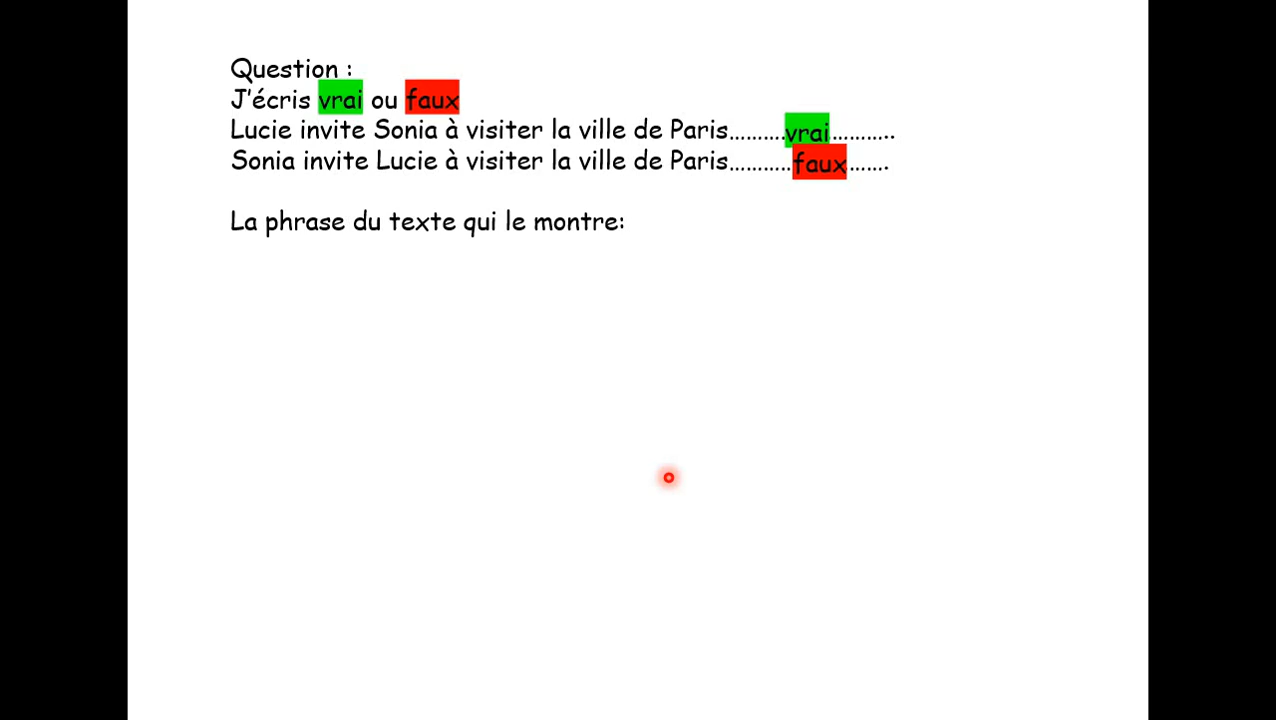 Question :
J'écris vrai ou faux
Lucie invite Sonia à visiter la ville de Paris..........vrai...........
Sonia invite Lucie à visiter la ville de Paris...........faux.......
La phrase du texte qui le montre: